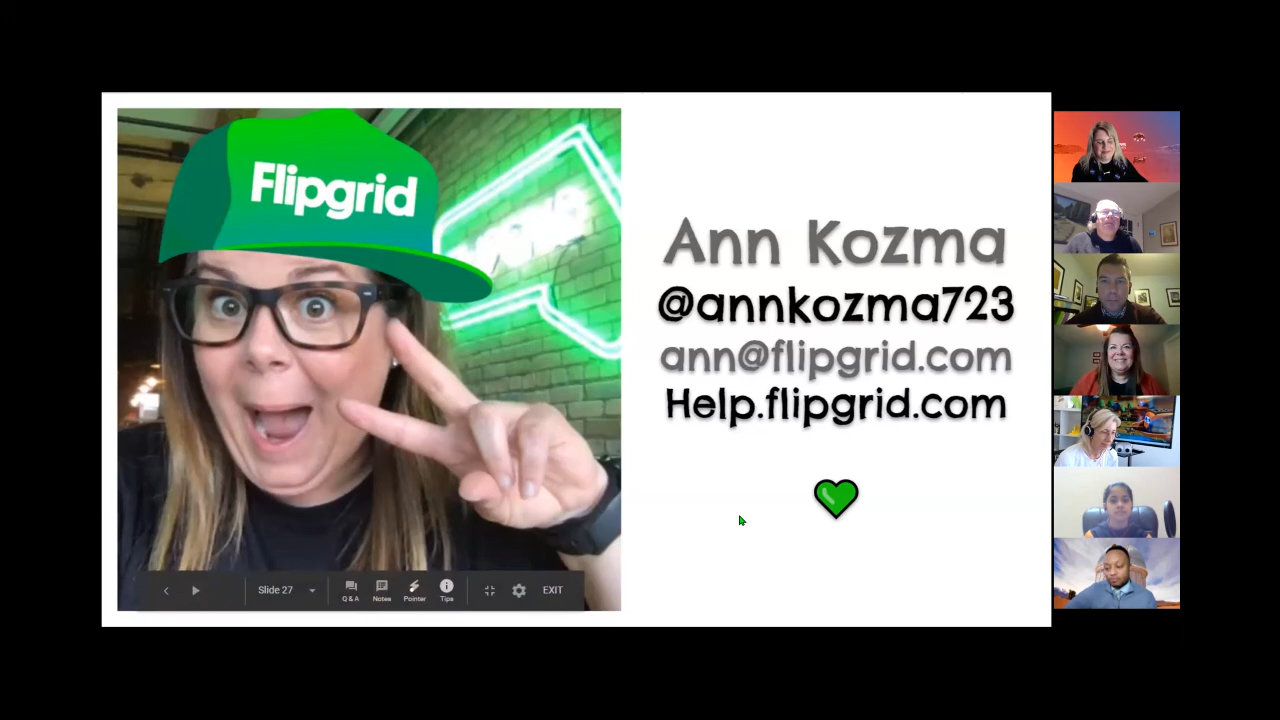 Flipgrid
Ann Kozma
@annkozma723
ann@flipgrid.com
Help.flipgrid.com
Slide 27
Q & A
Notes
Pointer
Tips
EXIT